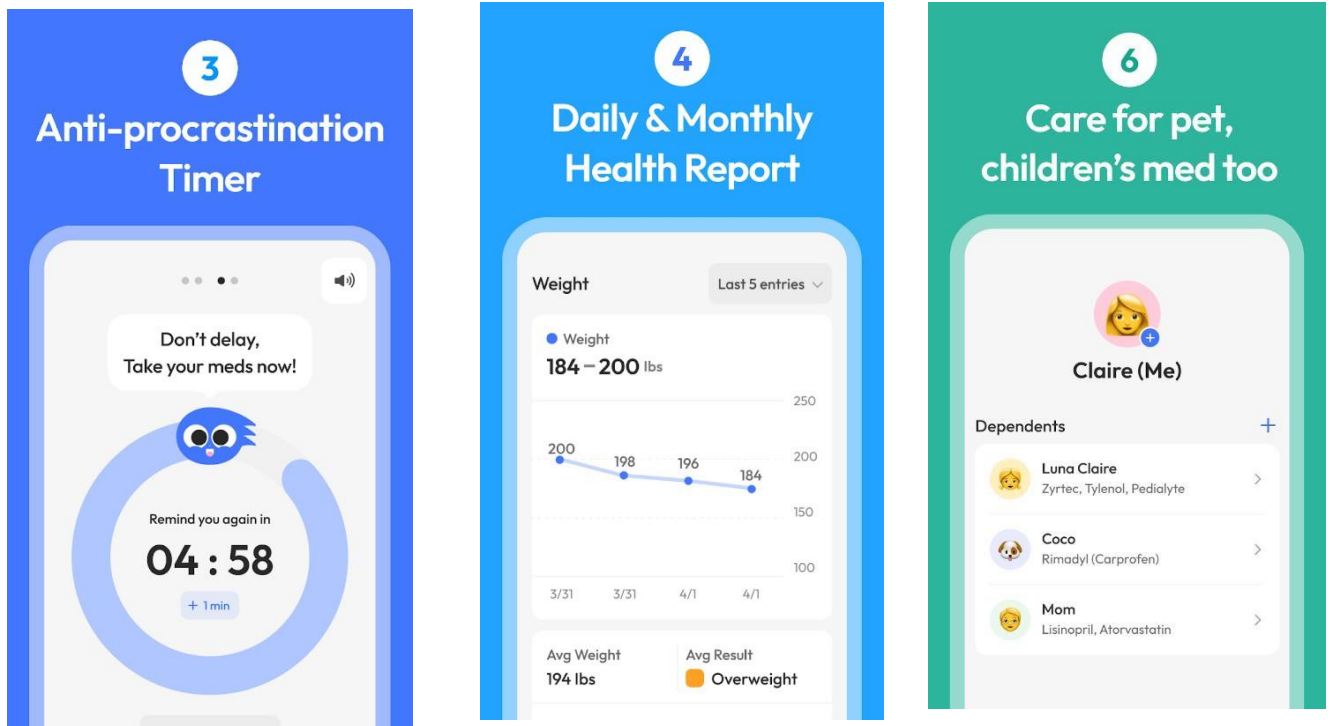 3
Anti-procrastination
Timer
Don't delay,
Take your meds now!
Remind you again in
04 : 58
+ 1 min
4
Daily & Monthly
Health Report
Weight
Last 5 entries
Weight
184 – 200 lbs
250
200
150
100
200
198
196
184
3/31
3/31
4/1
4/1
Avg Weight
194 lbs
Avg Result
Overweight
6
Care for pet,
children's med too
Claire (Me)
Dependents
+
Luna Claire
Zyrtec, Tylenol, Pedialyte
Coco
Rimadyl (Carprofen)
Mom
Lisinopril, Atorvastatin